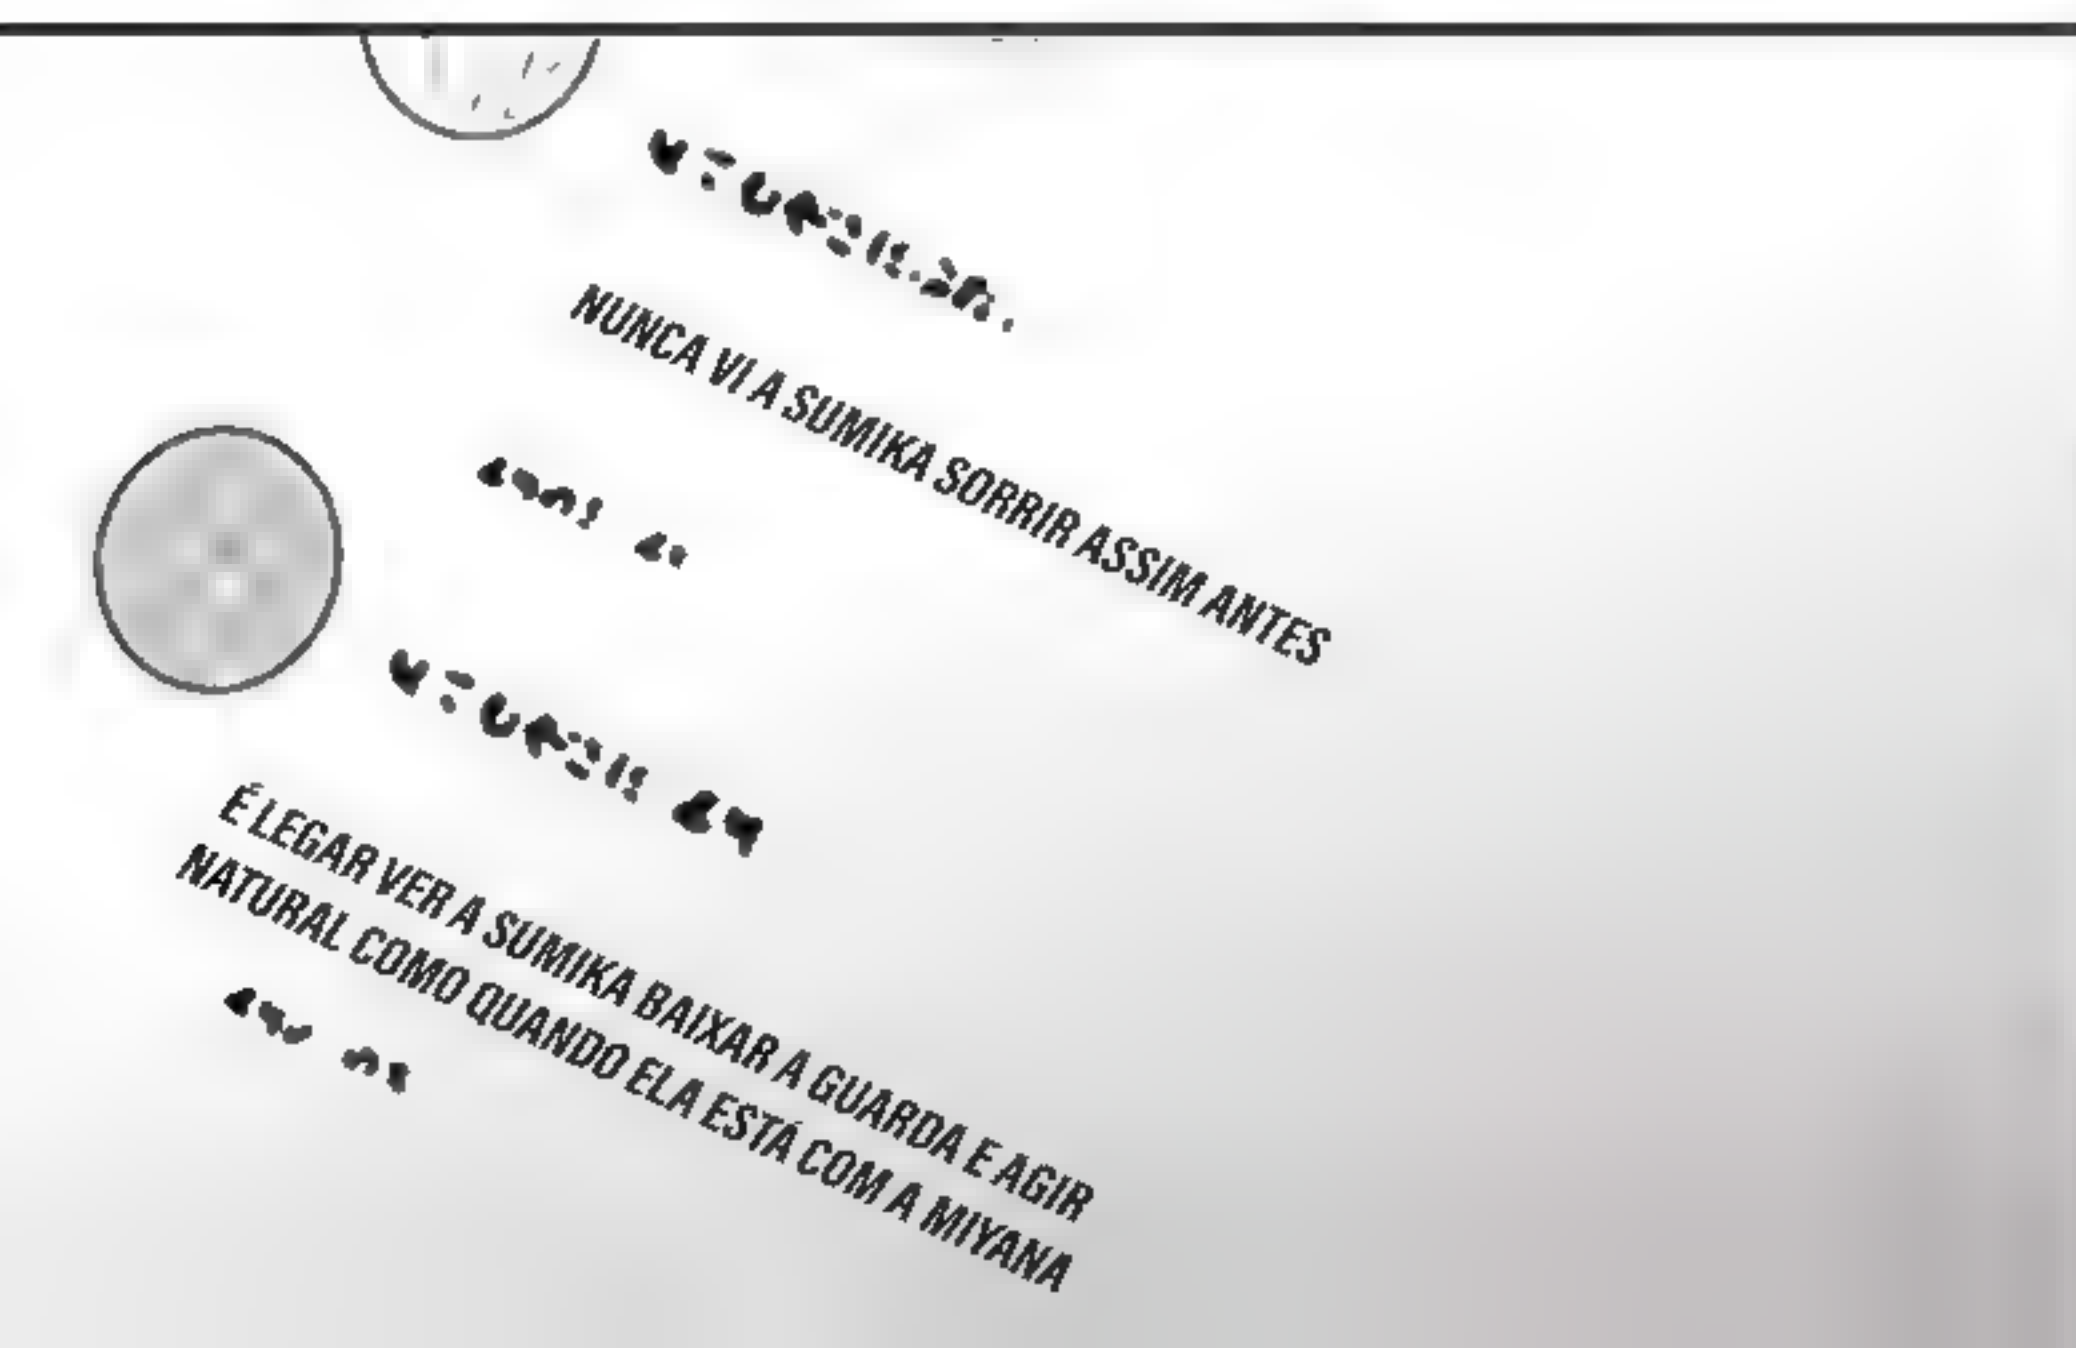 NUNCA VI A SUMIKA SORRIR ASSIM ANTES
É LEGAR VER A SUMIKA BAIXAR A GUARDA E AGIR
NATURAL COMO QUANDO ELA ESTÁ COM A MIYANA